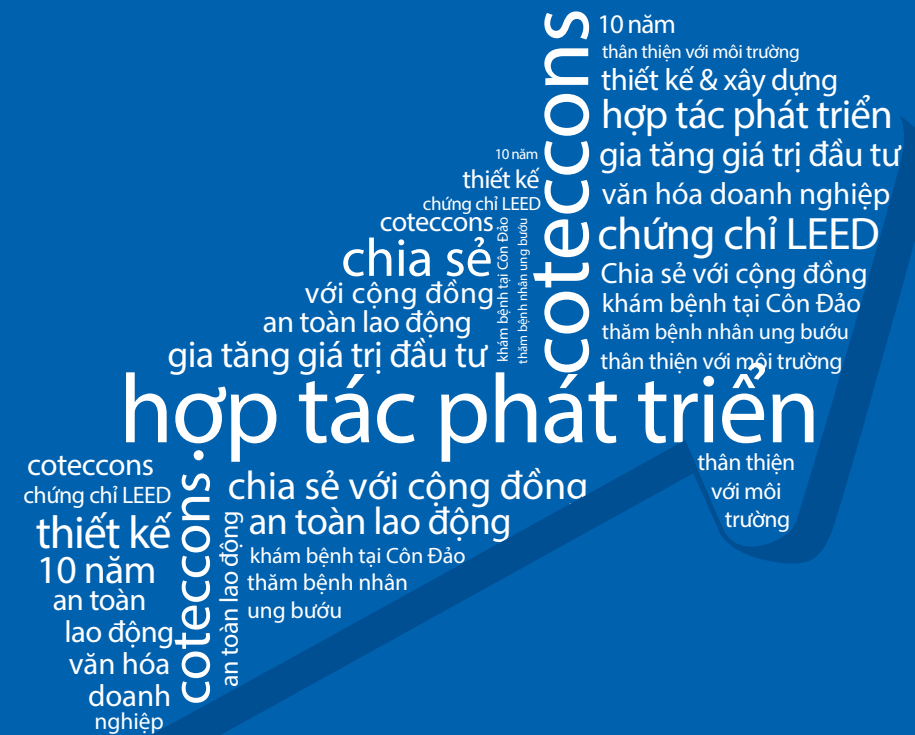 coteccons
10 năm
thân thiện với môi trường
thiết kế & xây dựng
hợp tác phát triển
gia tăng giá trị đầu tư
văn hóa doanh nghiệp
chứng chỉ LEED
Chia sẻ với cộng đồng
khám bệnh tại Côn Đảo
thăm bệnh nhân ung bướu
thân thiện với môi trường
10 năm
thiết kế
chứng chỉ LEED
coteccons
chia sẻ
với cộng đồng
an toàn lao động
gia tăng giá trị đầu tư
khám bệnh tại Côn Đảo
thăm bệnh nhân ung bướu
hợp tác phát triển
thân thiện
với môi
trường
coteccons
chứng chỉ LEED
thiết kế
10 năm
an toàn
lao động
văn hóa
doanh
nghiệp
coteccons
an toàn lao động
chia sẻ với cộng đồng
an toàn lao động
khám bệnh tại Côn Đảo
thăm bệnh nhân
ung bướu